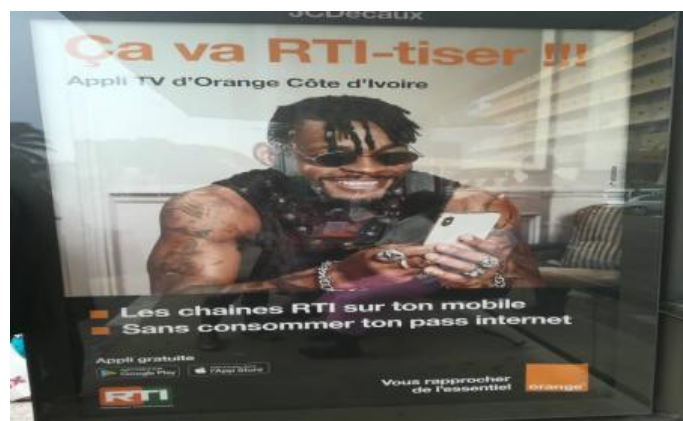 JCDecaux
Ça va RTI-tiser !!!
Appli TV d'Orange Côte d'Ivoire
Les chaines RTI sur ton mobile
Sans consommer ton pass internet
Appli gratuite
Google Play
l'App Store
RTI
Vous rapprocher
de l'essentiel
orange